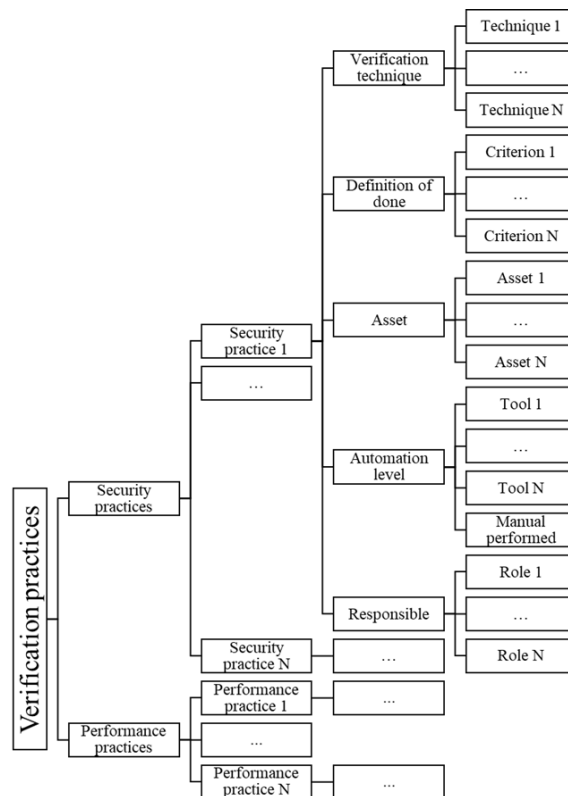 Technique 1
Verification
technique
…
Technique N
Criterion 1
Definition of
done
…
Criterion N
Asset 1
Asset
…
Asset N
Security
practice 1
…
Tool 1
…
Automation
level
Tool N
Manual
performed
Security
practices
Verification practices
Role 1
Responsible
…
Role N
Security
practice N
…
Performance
practice 1
...
Performance
practices
...
Performance
practice N
...